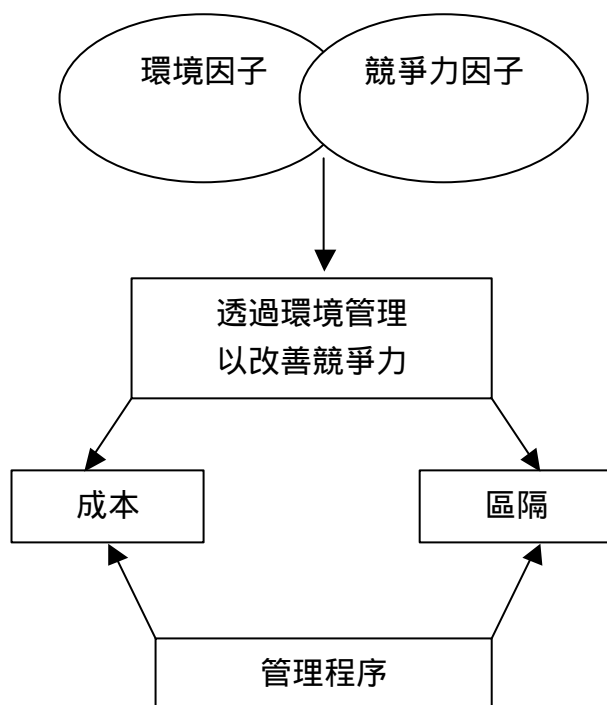 環境因子
競爭力因子
透過環境管理
以改善競爭力
成本
區隔
管理程序